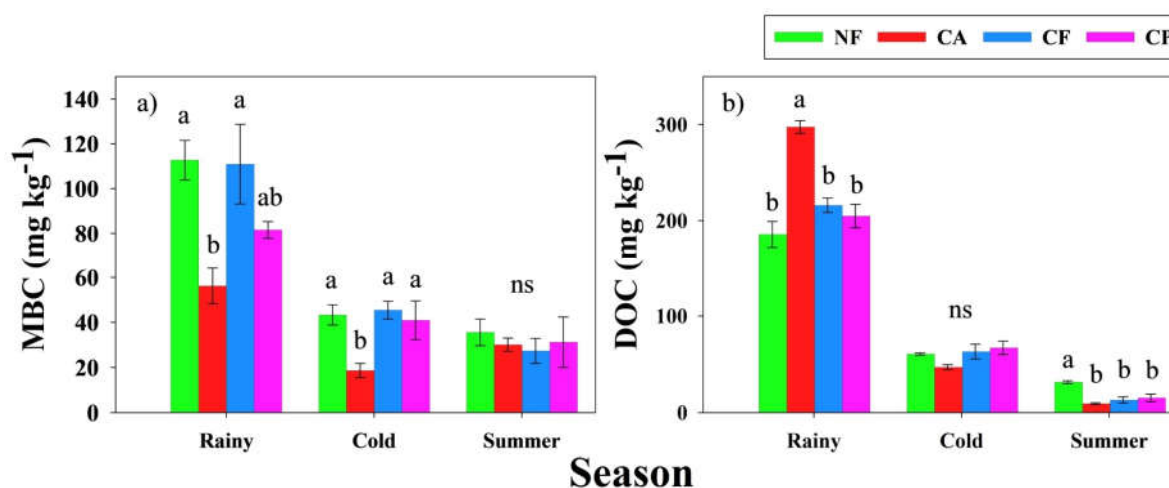 NF CA CF CF
a)
MBC (mg kg-1)
140
120
100
80
60
40
20
0
a
b
a
ab
a
b
a
a
ns
Rainy Cold Summer
b)
DOC (mg kg-1)
300
200
100
0
b
a
b
b
ns
a
b
b
b
Rainy Cold Summer
Season